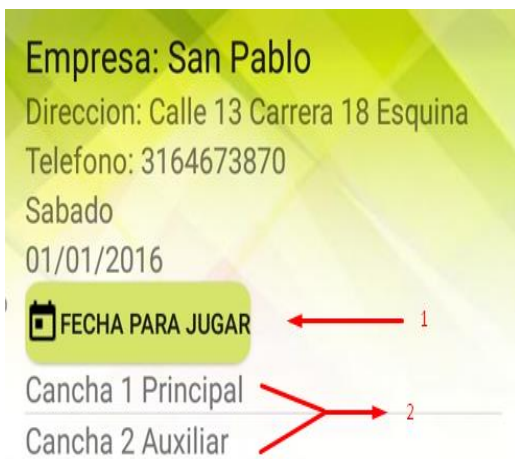 Empresa: San Pablo
Direccion: Calle 13 Carrera 18 Esquina
Telefono: 3164673870
Sabado
01/01/2016
FECHA PARA JUGAR
1
Cancha 1 Principal
2
Cancha 2 Auxiliar